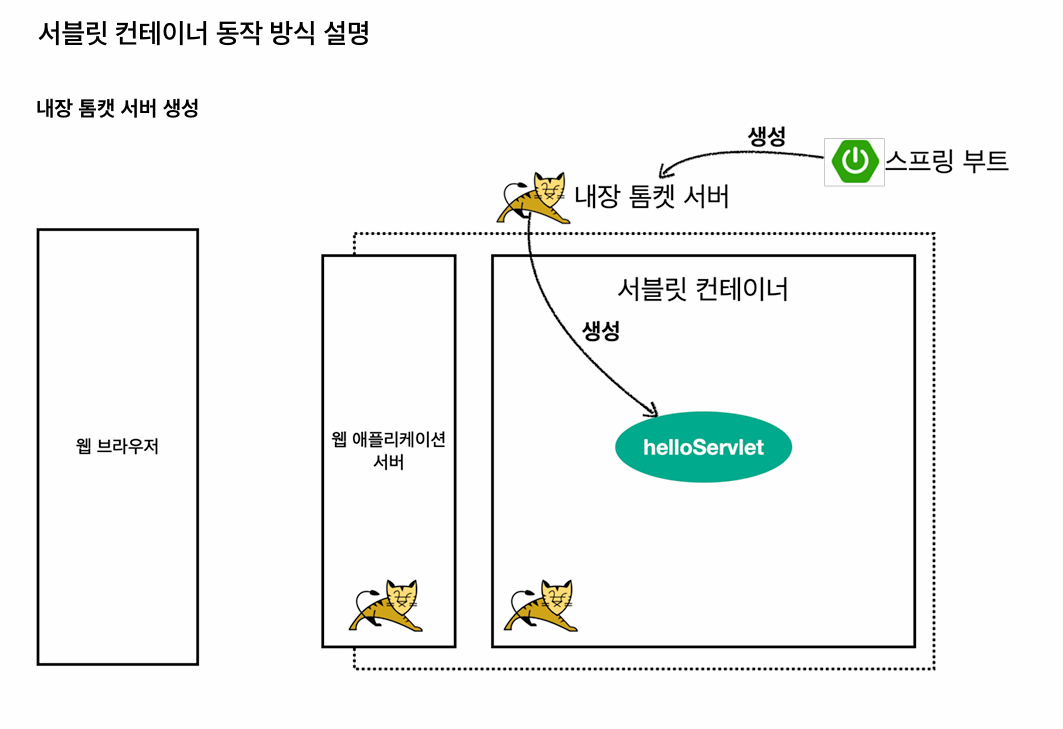 서블릿 컨테이너 동작 방식 설명
내장 톰캣 서버 생성
생성
스프링 부트
내장 톰켓 서버
서블릿 컨테이너
생성
웹 브라우저
웹 애플리케이션
서버
helloServlet